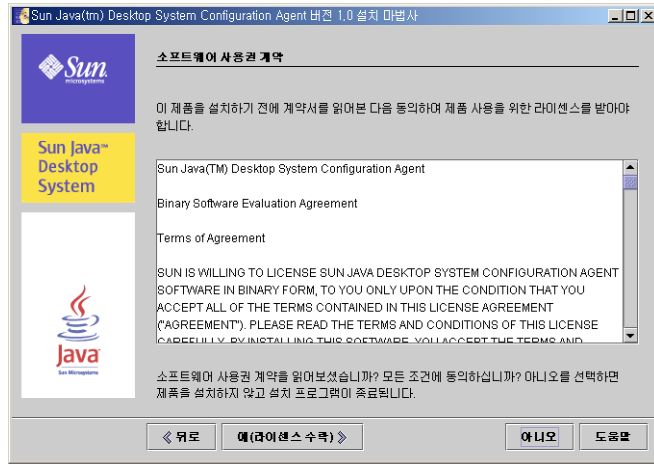 Sun Java(tm) Desktop System Configuration Agent 버전 1.0 설치 마법사
Sun
microsystems
Sun Java™
Desktop
System
Java
Sun Microsystems
소프트웨어 사용권 계약
이 제품을 설치하기 전에 계약서를 읽어본 다음 동의하여 제품 사용을 위한 라이센스를 받아야
합니다.
Sun Java(TM) Desktop System Configuration Agent
Binary Software Evaluation Agreement
Terms of Agreement
SUN IS WILLING TO LICENSE SUN JAVA DESKTOP SYSTEM CONFIGURATION AGENT
SOFTWARE IN BINARY FORM, TO YOU ONLY UPON THE CONDITION THAT YOU
ACCEPT ALL OF THE TERMS CONTAINED IN THIS LICENSE AGREEMENT
("AGREEMENT"). PLEASE READ THE TERMS AND CONDITIONS OF THIS LICENSE
CAREFULLY. BY INSTALLING THIS SOFTWARE, YOU ACCEPT THE TERMS AND
소프트웨어 사용권 계약을 읽어보셨습니까? 모든 조건에 동의하십니까? 아니오를 선택하면
제품을 설치하지 않고 설치 프로그램이 종료됩니다.
뒤로
예(라이센스 수락)
아니오
도움말